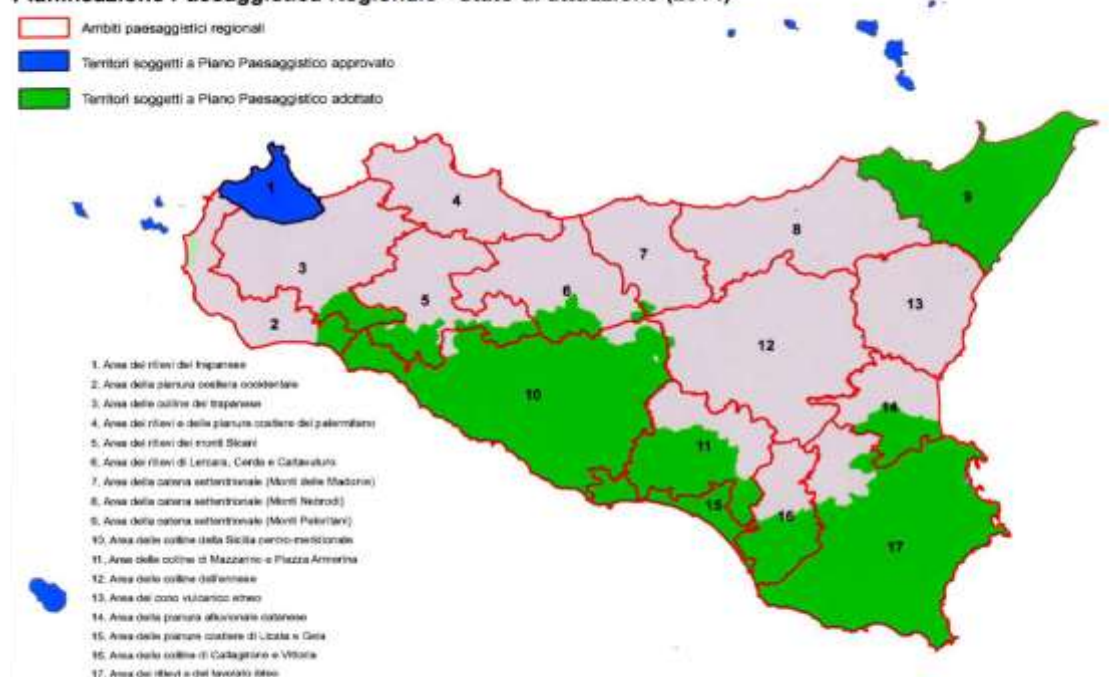 Ambiti paesaggistici regionali
Territori soggetti a Piano Paesaggistico approvato
Territori soggetti a Piano Paesaggistico adottato
1
4
9
8
3
7
6
5
13
2
12
10
14
11
15
16
17
1. Area dei rilievi del trapanese
2. Area della pianura costiera occidentale
3. Area delle colline del trapanese
4. Area dei rilievi e delle pianure costiere del palermitano
5. Area dei rilievi dei monti Sicani
6. Area dei rilievi di Lercara, Cerda e Caltavuturo
7. Area della catena settentrionale (Monti delle Madonie)
8. Area della catena settentrionale (Monti Nebrodi)
9. Area della catena settentrionale (Monti Peloritani)
10. Area delle colline della Sicilia centro-meridionale
11. Area delle colline di Mazzarino e Piazza Armerina
12. Area delle colline dell'ennese
13. Area del cono vulcanico etneo
14. Area della pianura alluvionale catanese
15. Area delle pianure costiere di Licata e Gela
16. Area delle colline di Caltagirone e Vittoria
17. Area dei rilievi e del tavolato ibleo